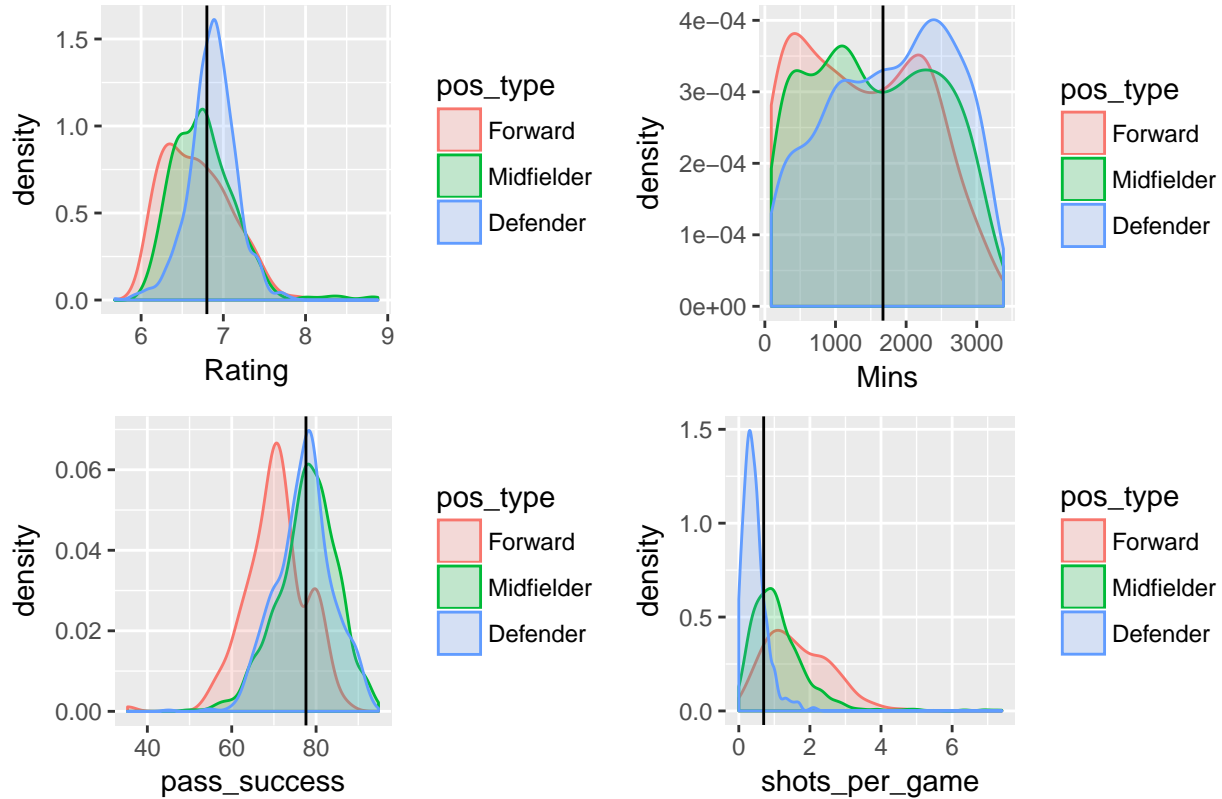 1.5
1.0
0.5
0.0
density
6 7 8 9
Rating
pos_type
Forward
Midfielder
Defender
4e−04
3e−04
2e−04
1e−04
0e+00
density
0 1000 2000 3000
Mins
pos_type
Forward
Midfielder
Defender
0.06
0.04
0.02
0.00
density
40 60 80
pass_success
pos_type
Forward
Midfielder
Defender
1.5
1.0
0.5
0.0
density
0 2 4 6
shots_per_game
pos_type
Forward
Midfielder
Defender